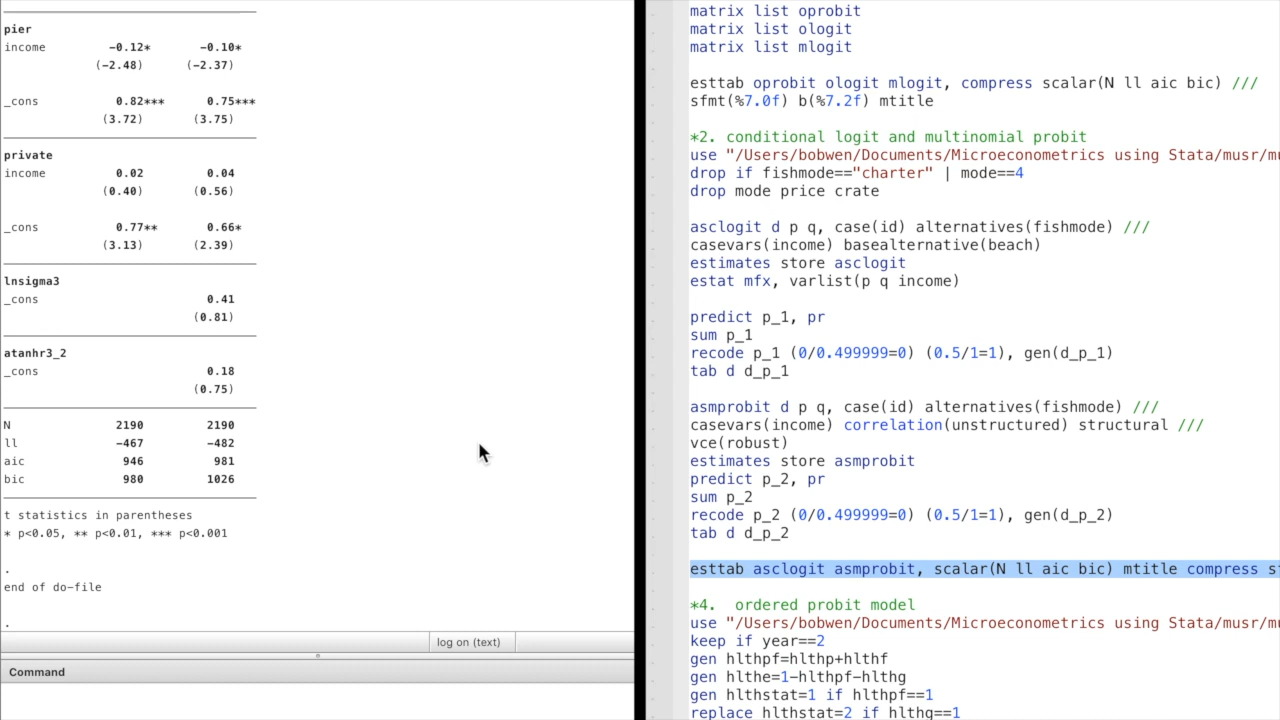 pier
income -0.12* -0.10*
(-2.48) (-2.37)
_cons 0.82*** 0.75***
(3.72) (3.75)
private
income 0.02 0.04
(0.40) (0.56)
_cons 0.77** 0.66*
(3.13) (2.39)
lnsigma3
_cons 0.41
(0.81)
atanhr3_2
_cons 0.18
(0.75)
N 2190 2190
ll -467 -482
aic 946 981
bic 980 1026
t statistics in parentheses
* p<0.05, ** p<0.01, *** p<0.001
.
end of do-file
.
log on (text)
Command
matrix list oprobit
matrix list ologit
matrix list mlogit
esttab oprobit ologit mlogit, compress scalar(N ll aic bic) ///
sfmt(%7.0f) b(%7.2f) mtitle
*2. conditional logit and multinomial probit
use "/Users/bobwen/Documents/Microeconometrics using Stata/musr/mu
drop if fishmode=="charter" | mode==4
drop mode price crate
asclogit d p q, case(id) alternatives(fishmode) ///
casevars(income) basealternative(beach)
estimates store asclogit
estat mfx, varlist(p q income)
predict p_1, pr
sum p_1
recode p_1 (0/0.499999=0) (0.5/1=1), gen(d_p_1)
tab d d_p_1
asmprobit d p q, case(id) alternatives(fishmode) ///
casevars(income) correlation(unstructured) structural ///
vce(robust)
estimates store asmprobit
predict p_2, pr
sum p_2
recode p_2 (0/0.499999=0) (0.5/1=1), gen(d_p_2)
tab d d_p_2
esttab asclogit asmprobit, scalar(N ll aic bic) mtitle compress s
*4. ordered probit model
use "/Users/bobwen/Documents/Microeconometrics using Stata/musr/mu
keep if year==2
gen hlthpf=hlthp+hlthf
gen hlthe=1-hlthpf-hlthg
gen hlthstat=1 if hlthpf==1
replace hlthstat=2 if hlthg==1